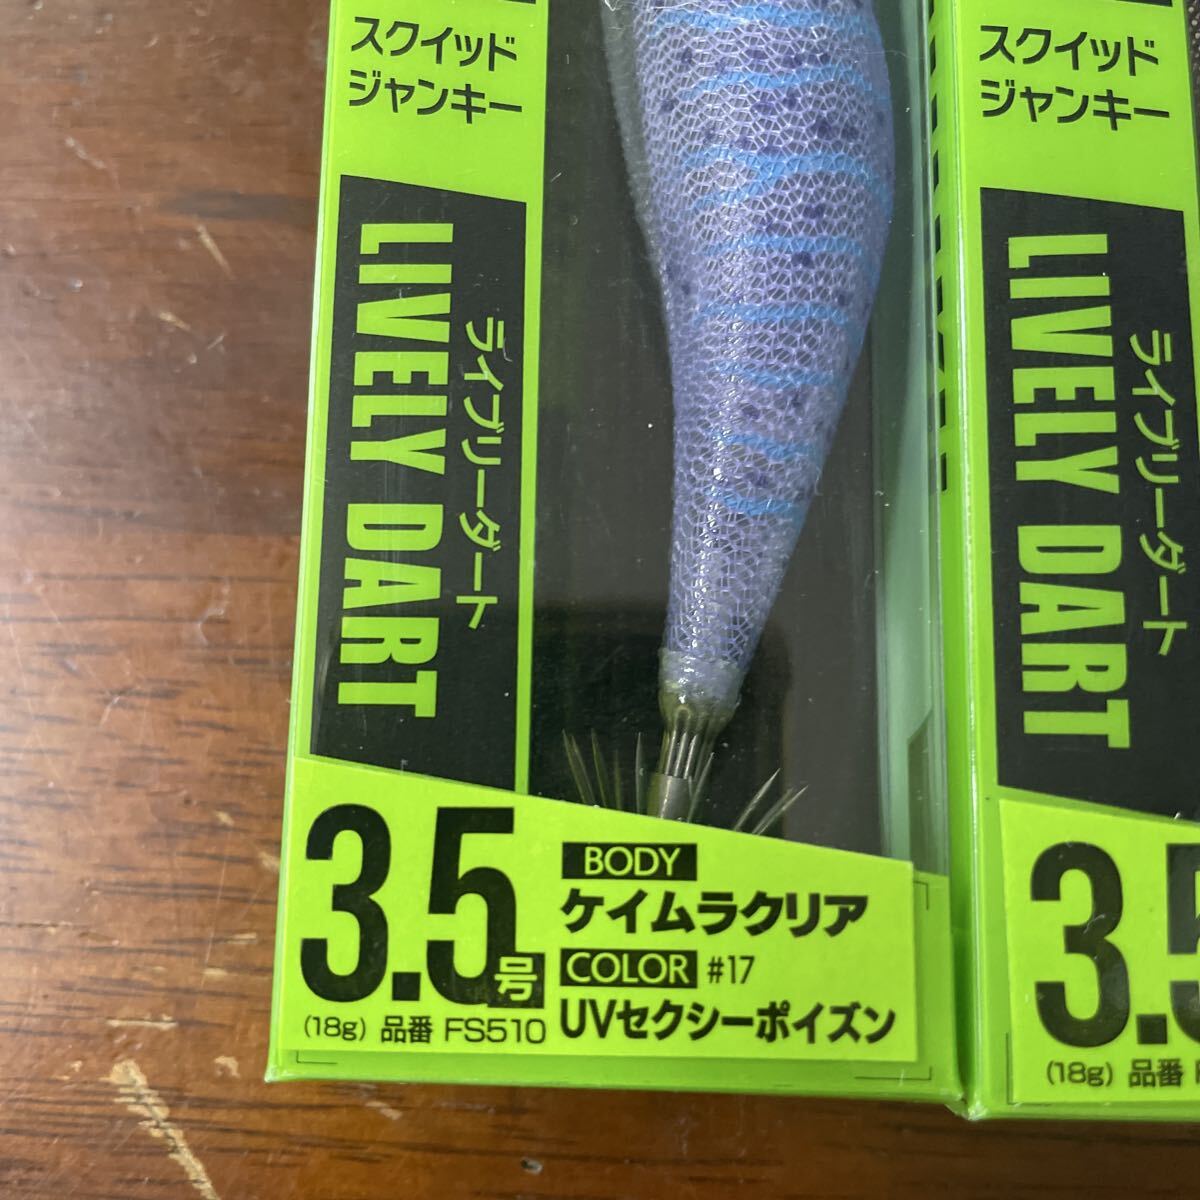 スクイッド
ジャンキー
LIVELY DART
ライブリーダート
3.5号
(18g) 品番 FS510
BODY
ケイムラクリア
COLOR #17
UVセクシーポイズン
スクイッド
ジャンキー
LIVELY DART
ライブリーダート
3.5
(18g) 品番